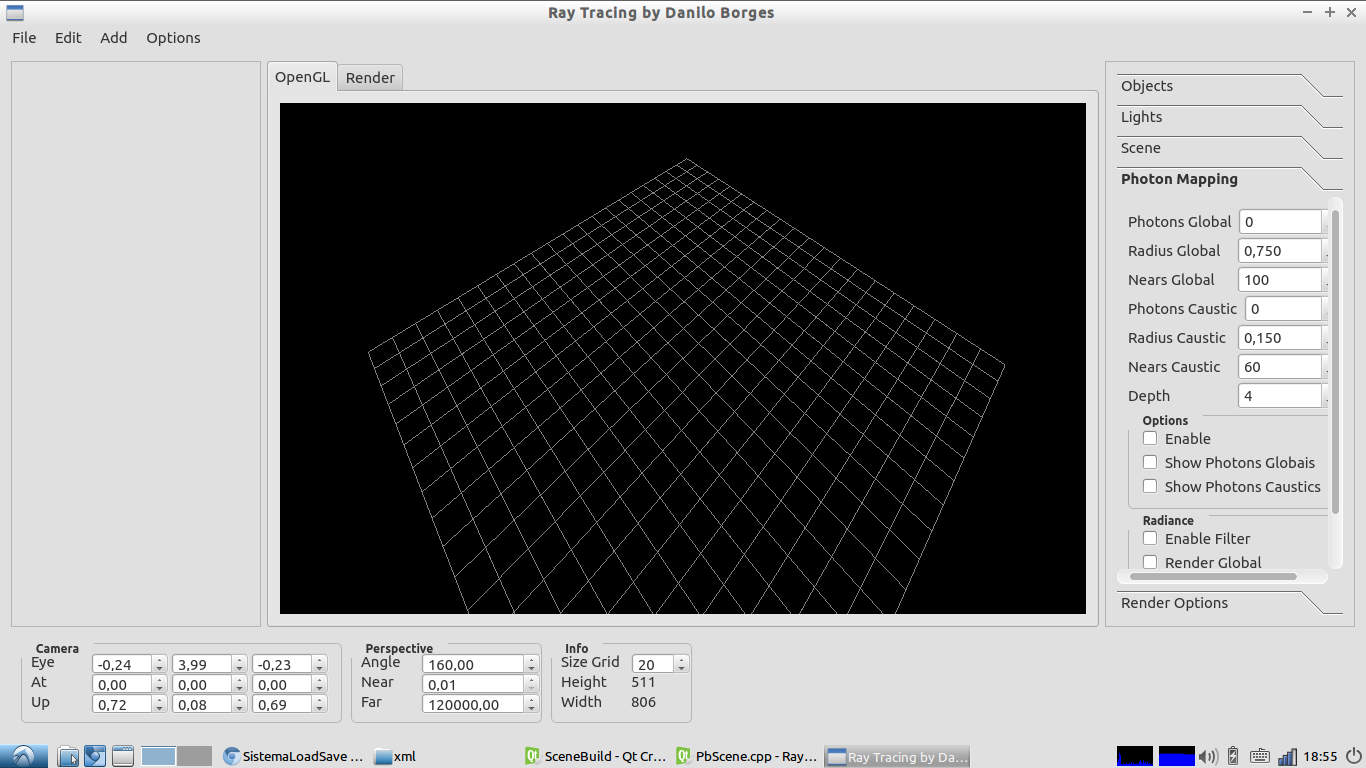 Ray Tracing by Danilo Borges
File Edit Add Options
OpenGL Render
Objects
Lights
Scene
Photon Mapping
Photons Global 0
Radius Global 0,750
Nears Global 100
Photons Caustic 0
Radius Caustic 0,150
Nears Caustic 60
Depth 4
Options
Enable
Show Photons Globais
Show Photons Caustics
Radiance
Enable Filter
Render Global
Render Options
Camera
Eye -0,24 3,99 -0,23
At 0,00 0,00 0,00
Up 0,72 0,08 0,69
Perspective
Angle 160,00
Near 0,01
Far 120000,00
Info
Size Grid 20
Height 511
Width 806
SistemaLoadSave ... xml SceneBuild - Qt Cr... PbScene.cpp - Ray... Ray Tracing by Da... 18:55